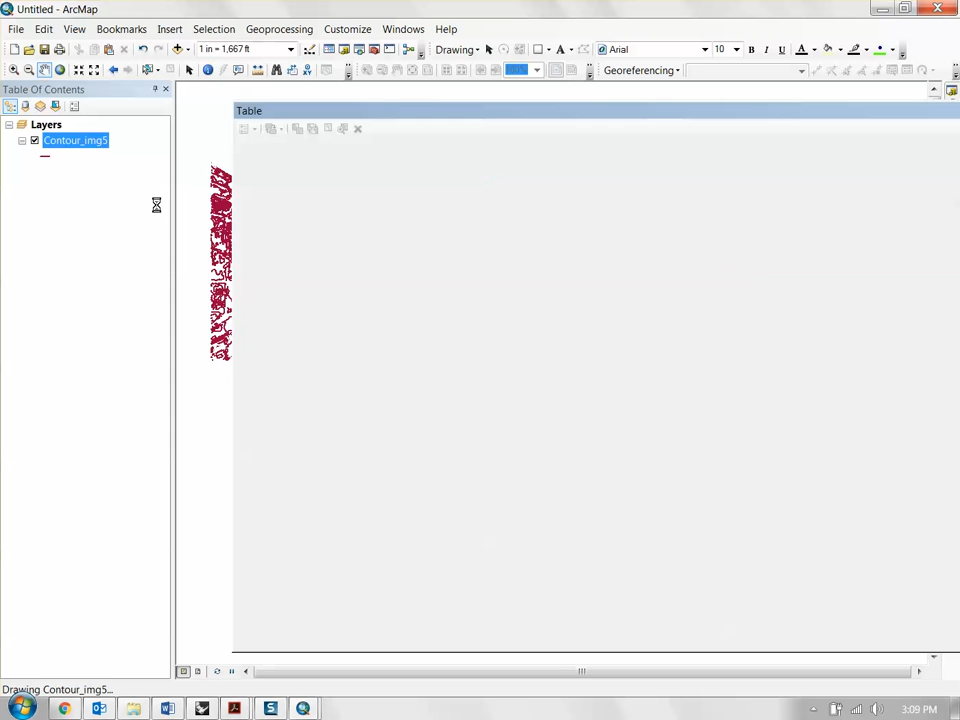 Untitled - ArcMap
File Edit View Bookmarks Insert Selection Geoprocessing Customize Windows Help
1 in = 1,667 ft Drawing Arial 10 B I U A
Georeferencing
Table Of Contents
Table
Layers
Contour_img5
Drawing Contour_img5...
3:09 PM